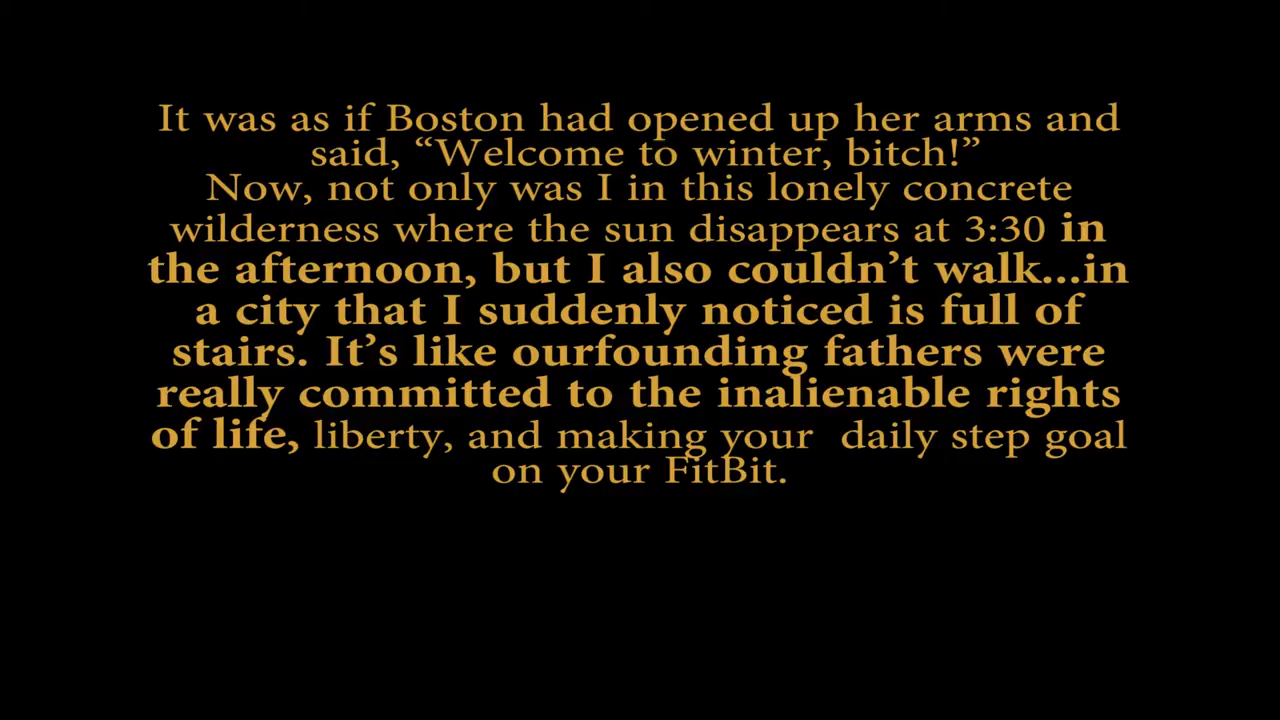 It was as if Boston had opened up her arms and
said, “Welcome to winter, bitch!”
Now, not only was I in this lonely concrete
wilderness where the sun disappears at 3:30 in
the afternoon, but I also couldn’t walk...in
a city that I suddenly noticed is full of
stairs. It’s like ourfounding fathers were
really committed to the inalienable rights
of life, liberty, and making your  daily step goal
on your FitBit.